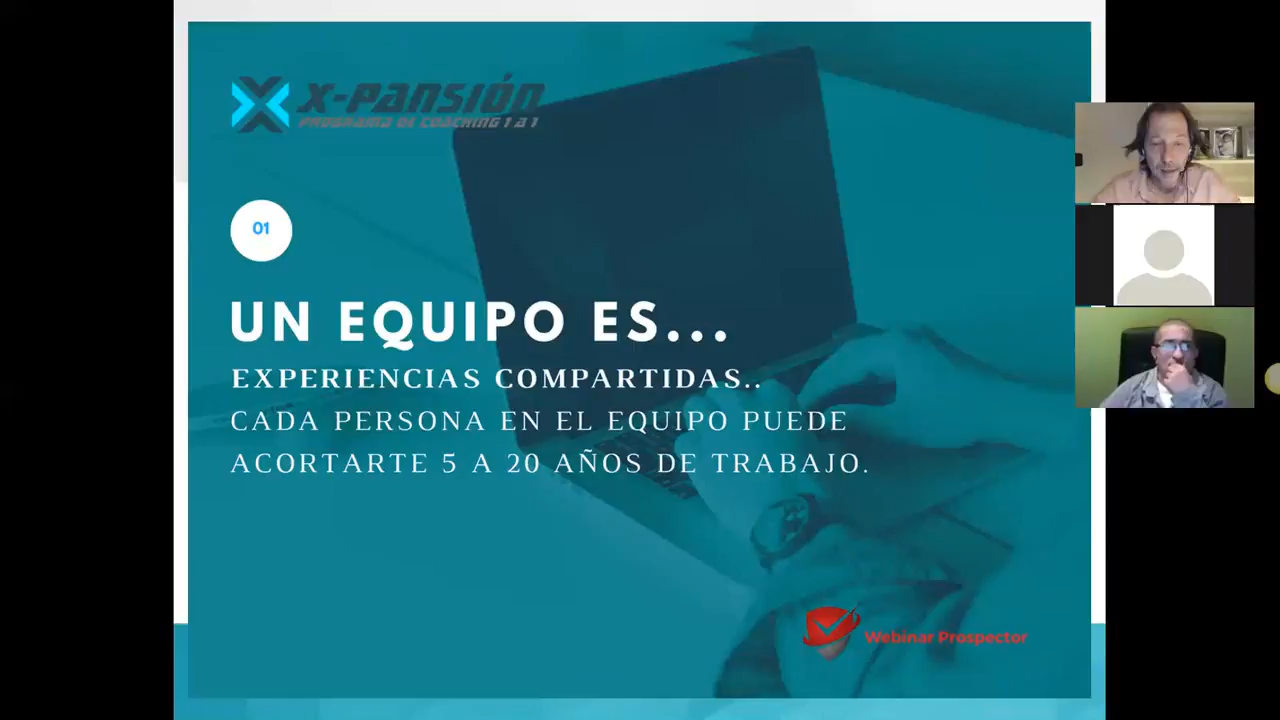 X-PANSIÓN
PROGRAMA DE COACHING 1 A 1
01
UN EQUIPO ES...
EXPERIENCIAS COMPARTIDAS..
CADA PERSONA EN EL EQUIPO PUEDE
ACORTARTE 5 A 20 AÑOS DE TRABAJO.
Webinar Prospector